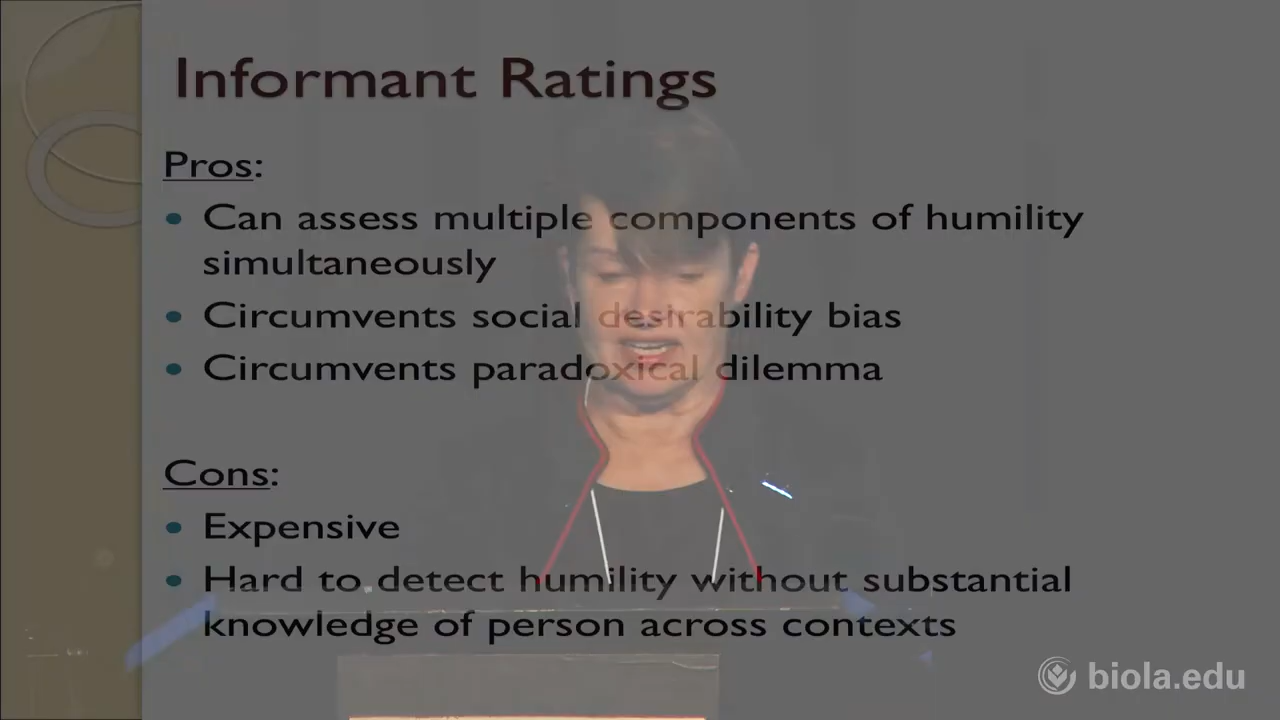 Informant Ratings
Pros:
• Can assess multiple components of humility
simultaneously
• Circumvents social desirability bias
• Circumvents paradoxical dilemma
Cons:
• Expensive
• Hard to detect humility without substantial
knowledge of person across contexts
biola.edu